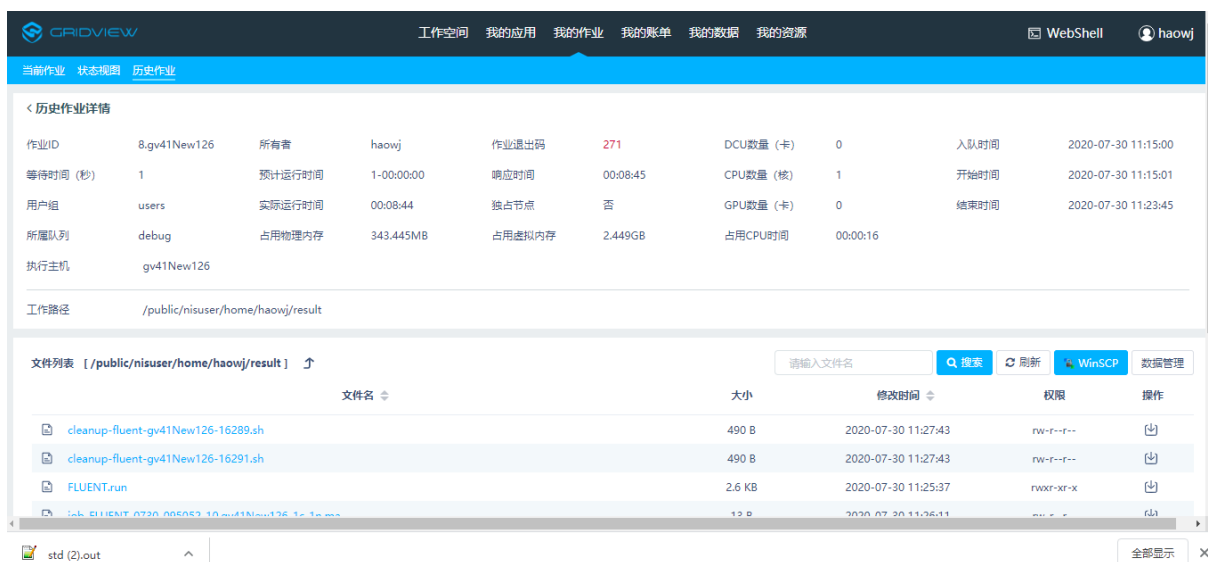 GRIDVIEW 工作空间 我的应用 我的作业 我的账单 我的数据 我的资源 WebShell haowj
当前作业 状态视图 历史作业
< 历史作业详情
作业ID 8.gv41New126 所有者 haowj 作业退出码 271 DCU数量（卡） 0 入队时间 2020-07-30 11:15:00
等待时间（秒） 1 预计运行时间 1-00:00:00 响应时间 00:08:45 CPU数量（核） 1 开始时间 2020-07-30 11:15:01
用户组 users 实际运行时间 00:08:44 独占节点 否 GPU数量（卡） 0 结束时间 2020-07-30 11:23:45
所属队列 debug 占用物理内存 343.445MB 占用虚拟内存 2.449GB 占用CPU时间 00:00:16
执行主机 gv41New126
工作路径 /public/nisuser/home/haowj/result
文件列表 [ /public/nisuser/home/haowj/result ] 请输入文件名 搜索 刷新 WinSCP 数据管理
文件名 大小 修改时间 权限 操作
cleanup-fluent-gv41New126-16289.sh 490 B 2020-07-30 11:27:43 rw-r--r--
cleanup-fluent-gv41New126-16291.sh 490 B 2020-07-30 11:27:43 rw-r--r--
FLUENT.run 2.6 KB 2020-07-30 11:25:37 rwxr-xr-x
job_FLUENT_0730_095052_10.gv41New126_1c_1n.ma 13 B 2020-07-30 11:26:11 rw-r--r--
std (2).out 全部显示